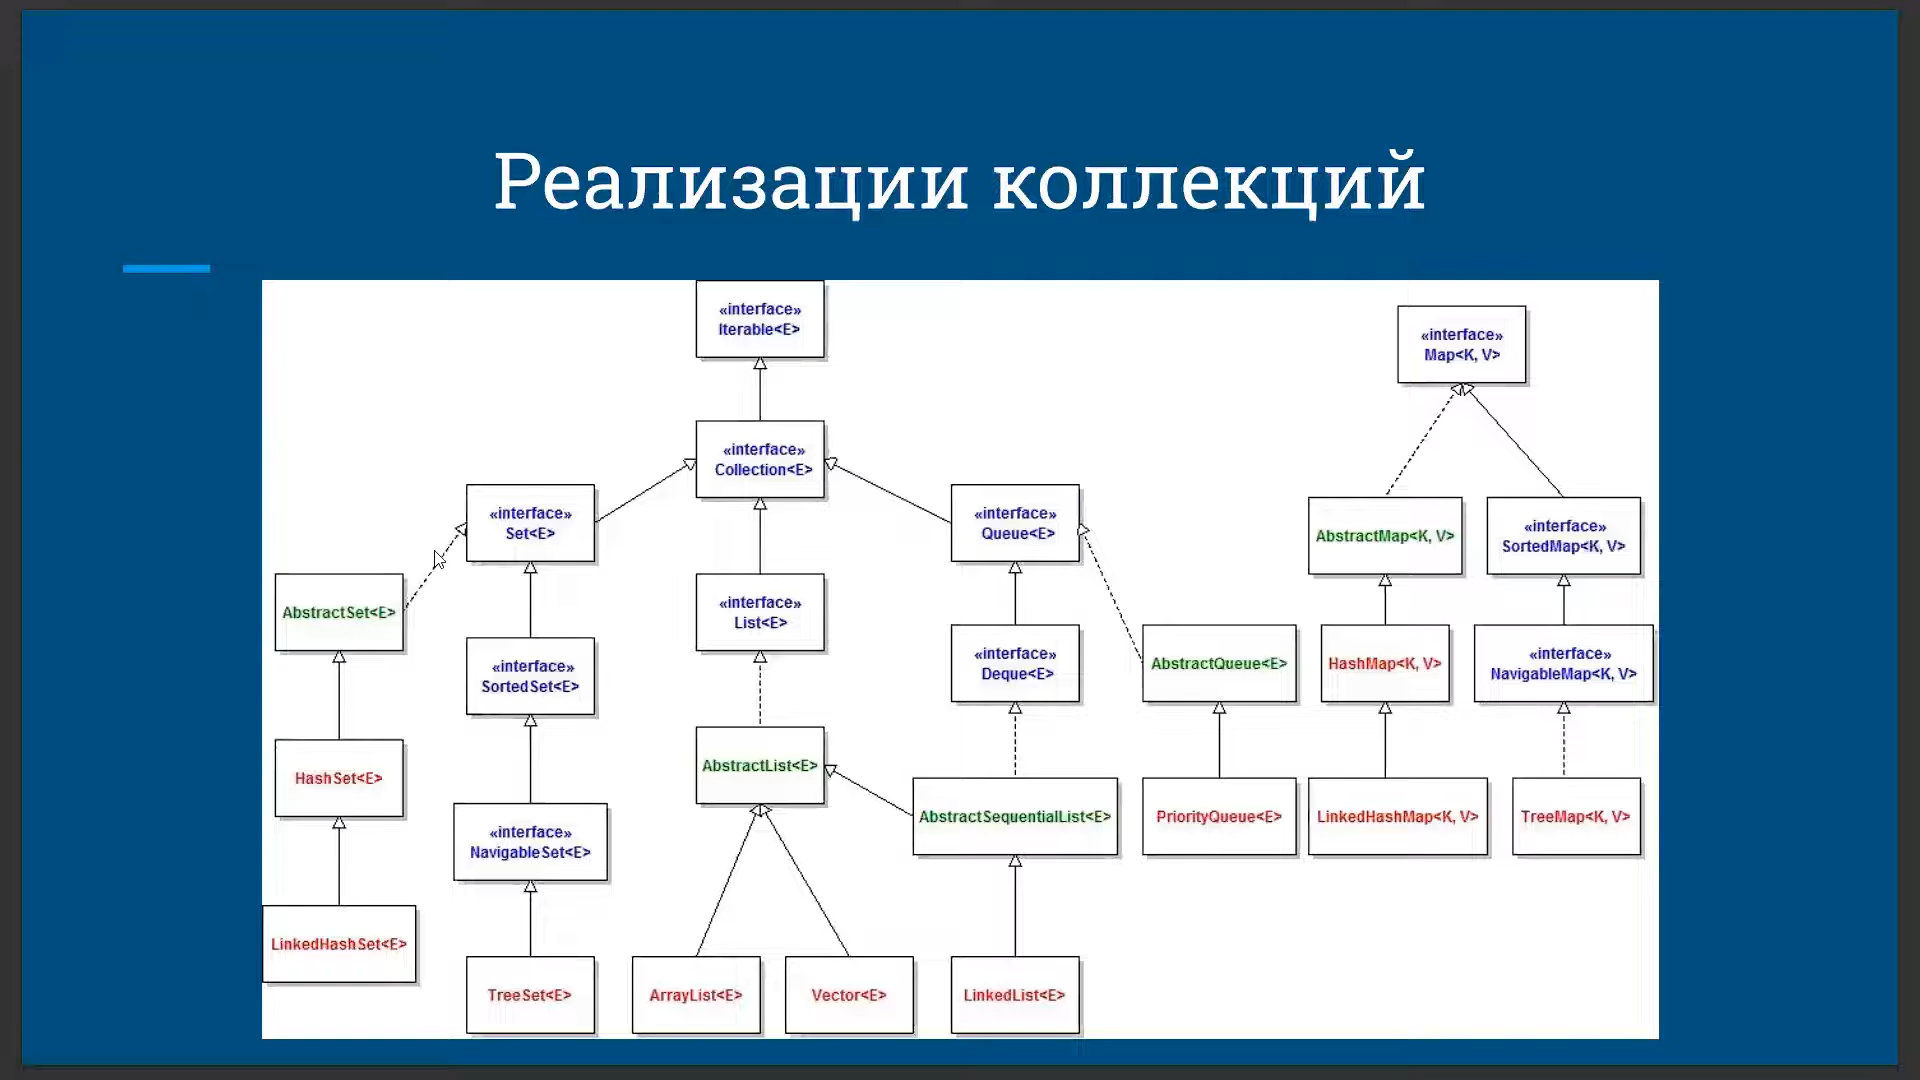 Реализации коллекций
«interface»
Iterable<E>
«interface»
Map<K, V>
«interface»
Collection<E>
«interface»
Set<E>
«interface»
Queue<E>
AbstractMap<K, V>
«interface»
SortedMap<K, V>
AbstractSet<E>
«interface»
List<E>
«interface»
SortedSet<E>
«interface»
Deque<E>
AbstractQueue<E>
HashMap<K, V>
«interface»
NavigableMap<K, V>
HashSet<E>
AbstractList<E>
«interface»
NavigableSet<E>
AbstractSequentialList<E>
PriorityQueue<E>
LinkedHashMap<K, V>
TreeMap<K, V>
LinkedHashSet<E>
TreeSet<E>
ArrayList<E>
Vector<E>
LinkedList<E>